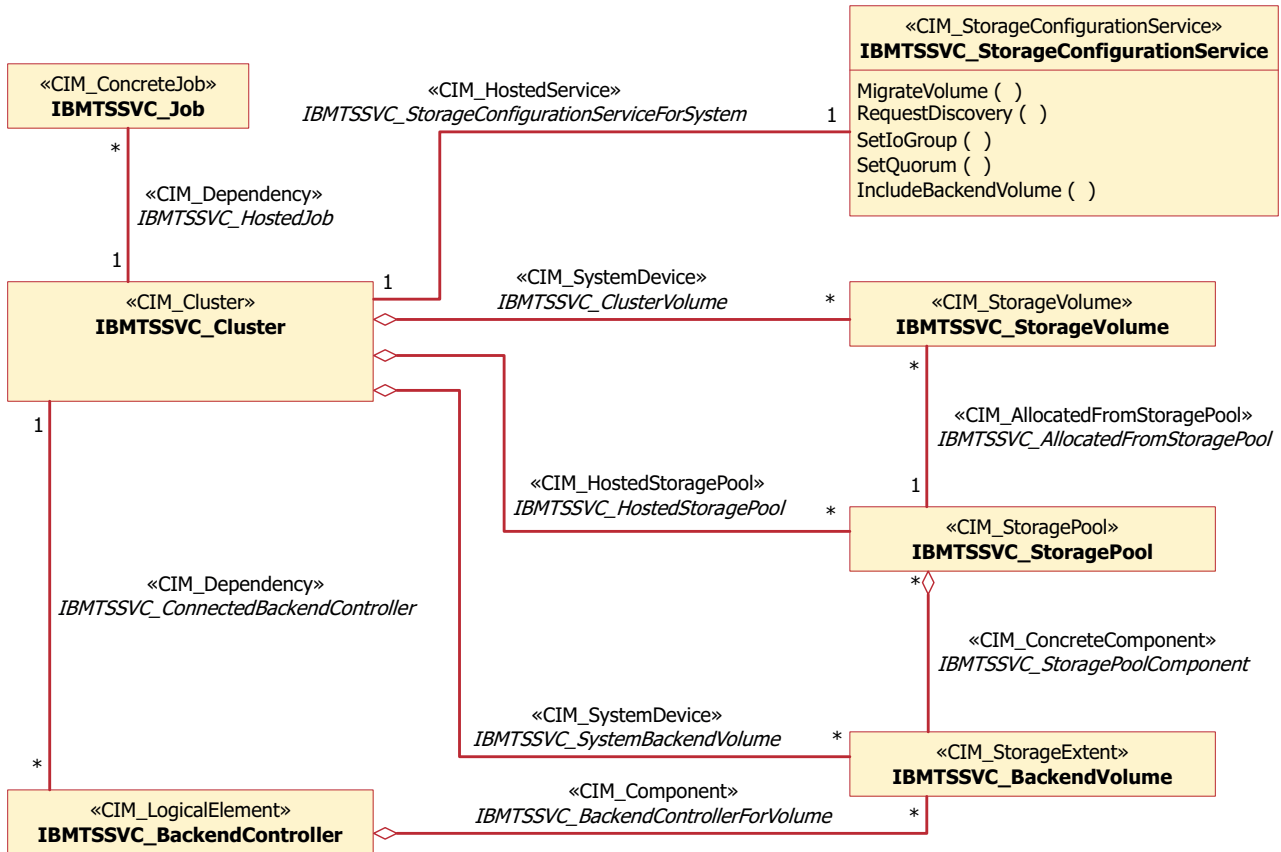 «CIM_StorageConfigurationService»
IBMTSSVC_StorageConfigurationService
MigrateVolume ( )
RequestDiscovery ( )
SetIoGroup ( )
SetQuorum ( )
IncludeBackendVolume ( )
«CIM_ConcreteJob»
IBMTSSVC_Job
«CIM_HostedService»
IBMTSSVC_StorageConfigurationServiceForSystem
1
*
«CIM_Dependency»
IBMTSSVC_HostedJob
1
1
«CIM_Cluster»
IBMTSSVC_Cluster
«CIM_SystemDevice»
IBMTSSVC_ClusterVolume
*
«CIM_StorageVolume»
IBMTSSVC_StorageVolume
*
«CIM_AllocatedFromStoragePool»
IBMTSSVC_AllocatedFromStoragePool
1
1
«CIM_HostedStoragePool»
IBMTSSVC_HostedStoragePool
*
«CIM_StoragePool»
IBMTSSVC_StoragePool
*
«CIM_Dependency»
IBMTSSVC_ConnectedBackendController
«CIM_ConcreteComponent»
IBMTSSVC_StoragePoolComponent
«CIM_SystemDevice»
IBMTSSVC_SystemBackendVolume
*
«CIM_StorageExtent»
IBMTSSVC_BackendVolume
*
«CIM_LogicalElement»
IBMTSSVC_BackendController
«CIM_Component»
IBMTSSVC_BackendControllerForVolume
*